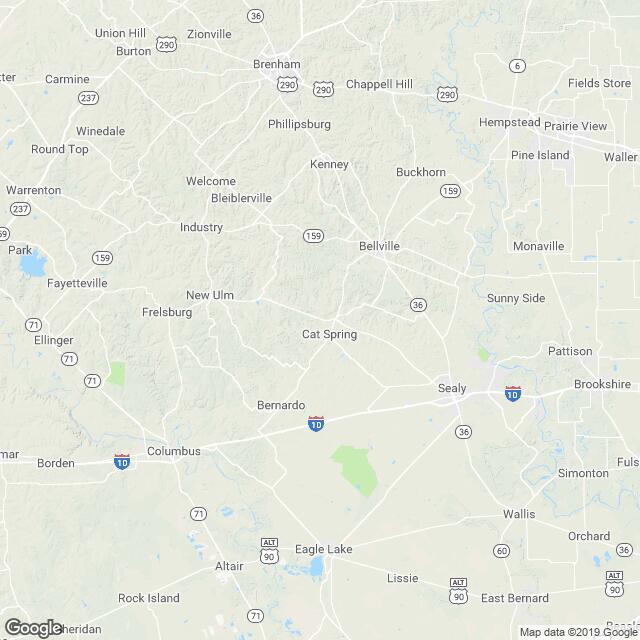 36
Union Hill
Zionville
290
Burton
290
Brenham
Carmine
290
290
Chappell Hill
290
6
Fields Store
237
Phillipsburg
Hempstead
Prairie View
Winedale
Round Top
Kenney
Pine Island
Waller
Buckhorn
Warrenton
Welcome
159
Bleiblerville
237
Industry
159
Bellville
Monaville
Park
159
Fayetteville
New Ulm
36
Sunny Side
Frelsburg
71
Ellinger
Cat Spring
71
Pattison
71
Sealy
Brookshire
10
Bernardo
10
36
Columbus
10
Borden
Simonton
71
Wallis
Orchard
ALT
90
Eagle Lake
60
36
Altair
Lissie
ALT
90
ALT
90
Rock Island
East Bernard
71
Google
Map data ©2019 Google